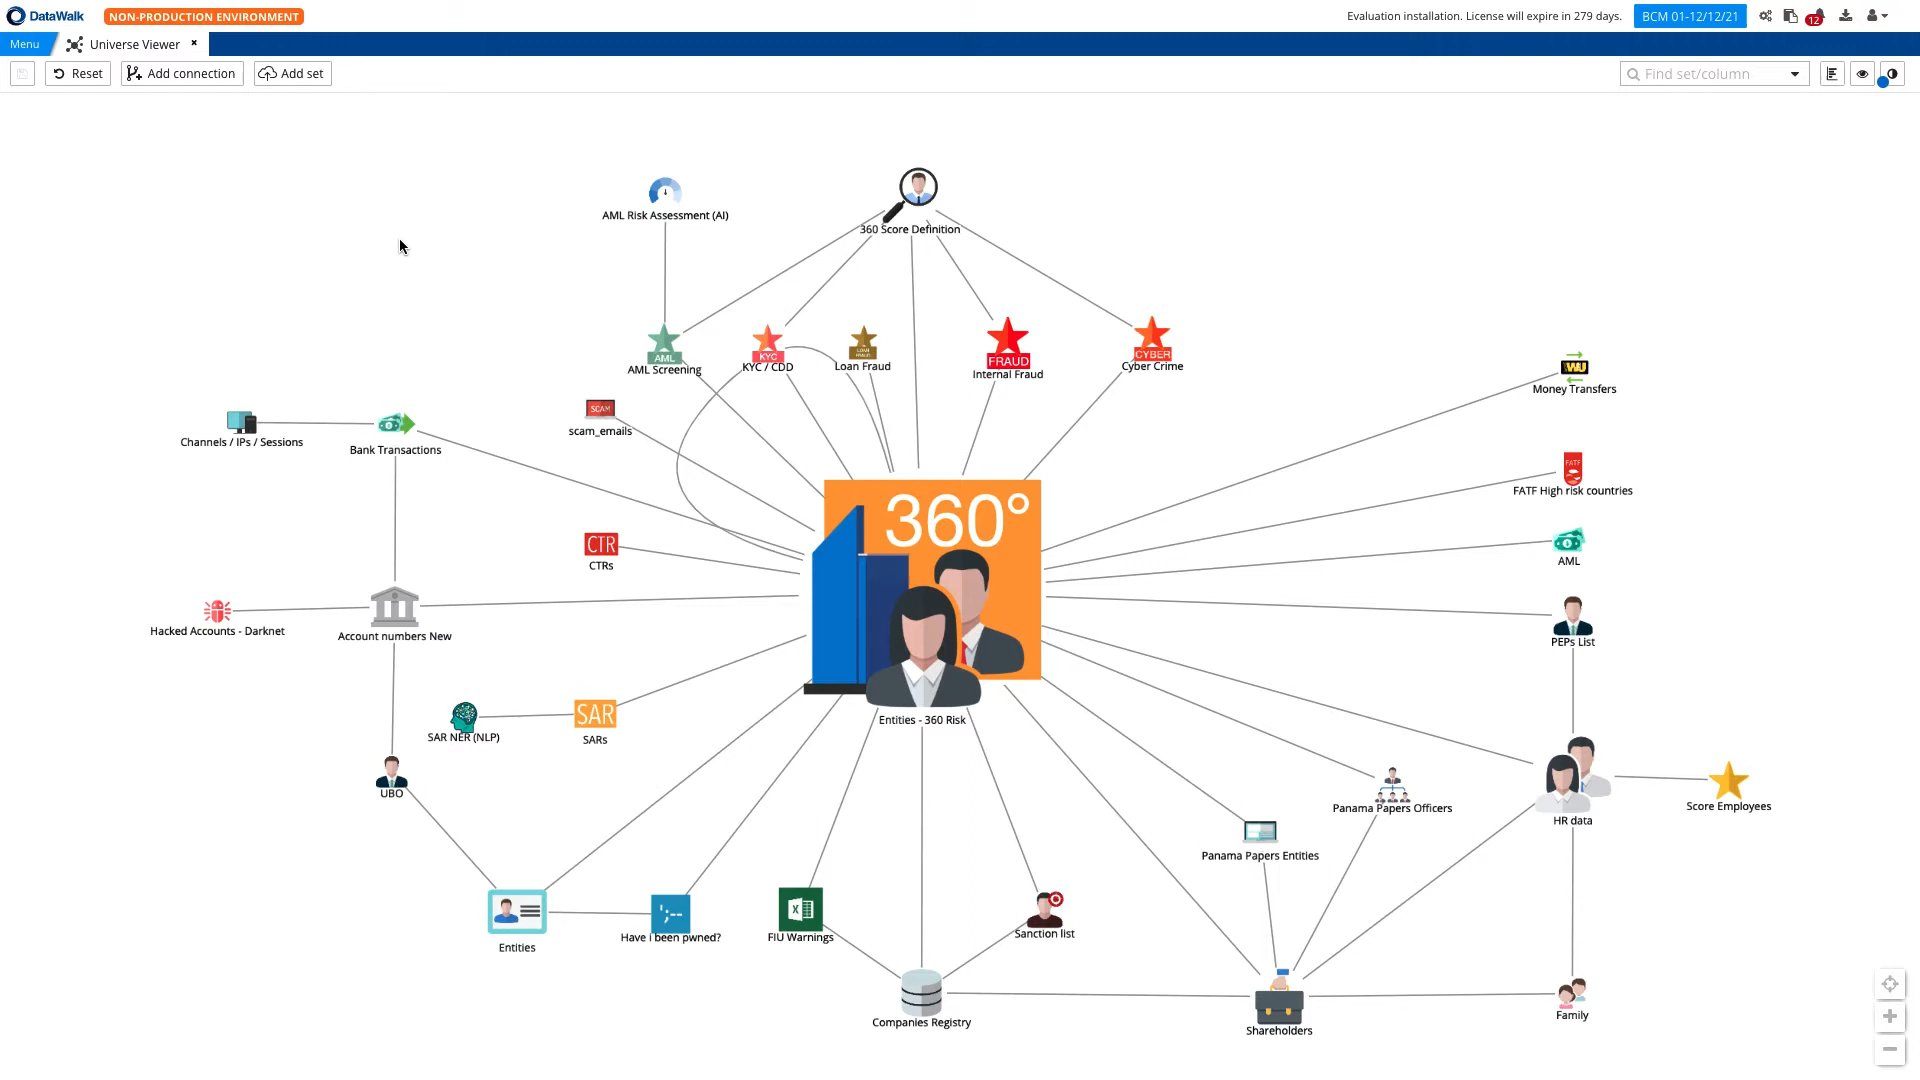 DataWalk
NON-PRODUCTION ENVIRONMENT
Evaluation installation. License will expire in 279 days.
BCM 01-12/12/21
12
Menu
Universe Viewer
×
Reset
Add connection
Add set
Find set/column
AML Risk Assessment (AI)
360 Score Definition
AML
AML Screening
KYC
KYC / CDD
LOAN
FRAUD
Loan Fraud
FRAUD
Internal Fraud
CYBER
Cyber Crime
WU
Money Transfers
SCAM
scam_emails
Channels / IPs / Sessions
Bank Transactions
FATF
FATF High risk countries
360°
CTR
CTRs
AML
Hacked Accounts - Darknet
Account numbers New
PEPs List
SAR NER (NLP)
SAR
SARs
Entities - 360 Risk
UBO
Panama Papers Officers
HR data
Score Employees
Panama Papers Entities
Entities
';--
Have i been pwned?
X
FIU Warnings
Sanction list
Companies Registry
Shareholders
Family